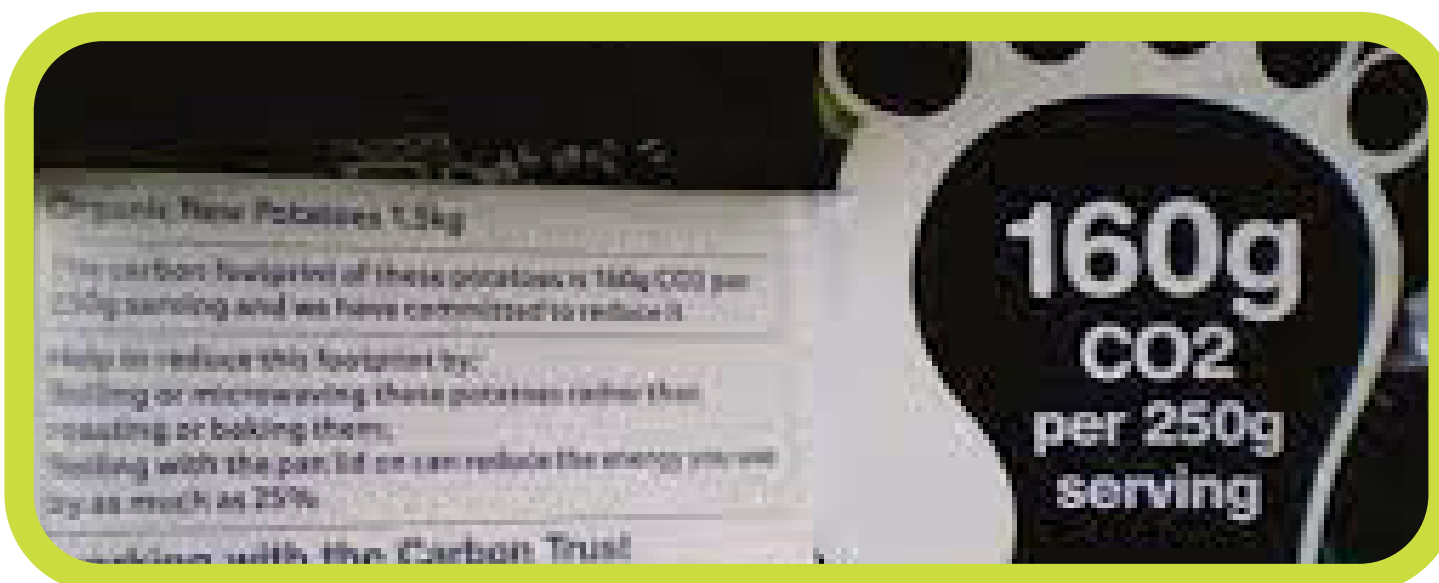 Organic New Potatoes 1.5kg
The carbon footprint of these potatoes is 160g CO2 per
250g serving and we have committed to reduce it
Help to reduce this footprint by:
Boiling or microwaving these potatoes rather than
roasting or baking them.
Boiling with the pan lid on can reduce the energy you use
by as much as 25%
Working with the Carbon Trust
160g
CO2
per 250g
serving